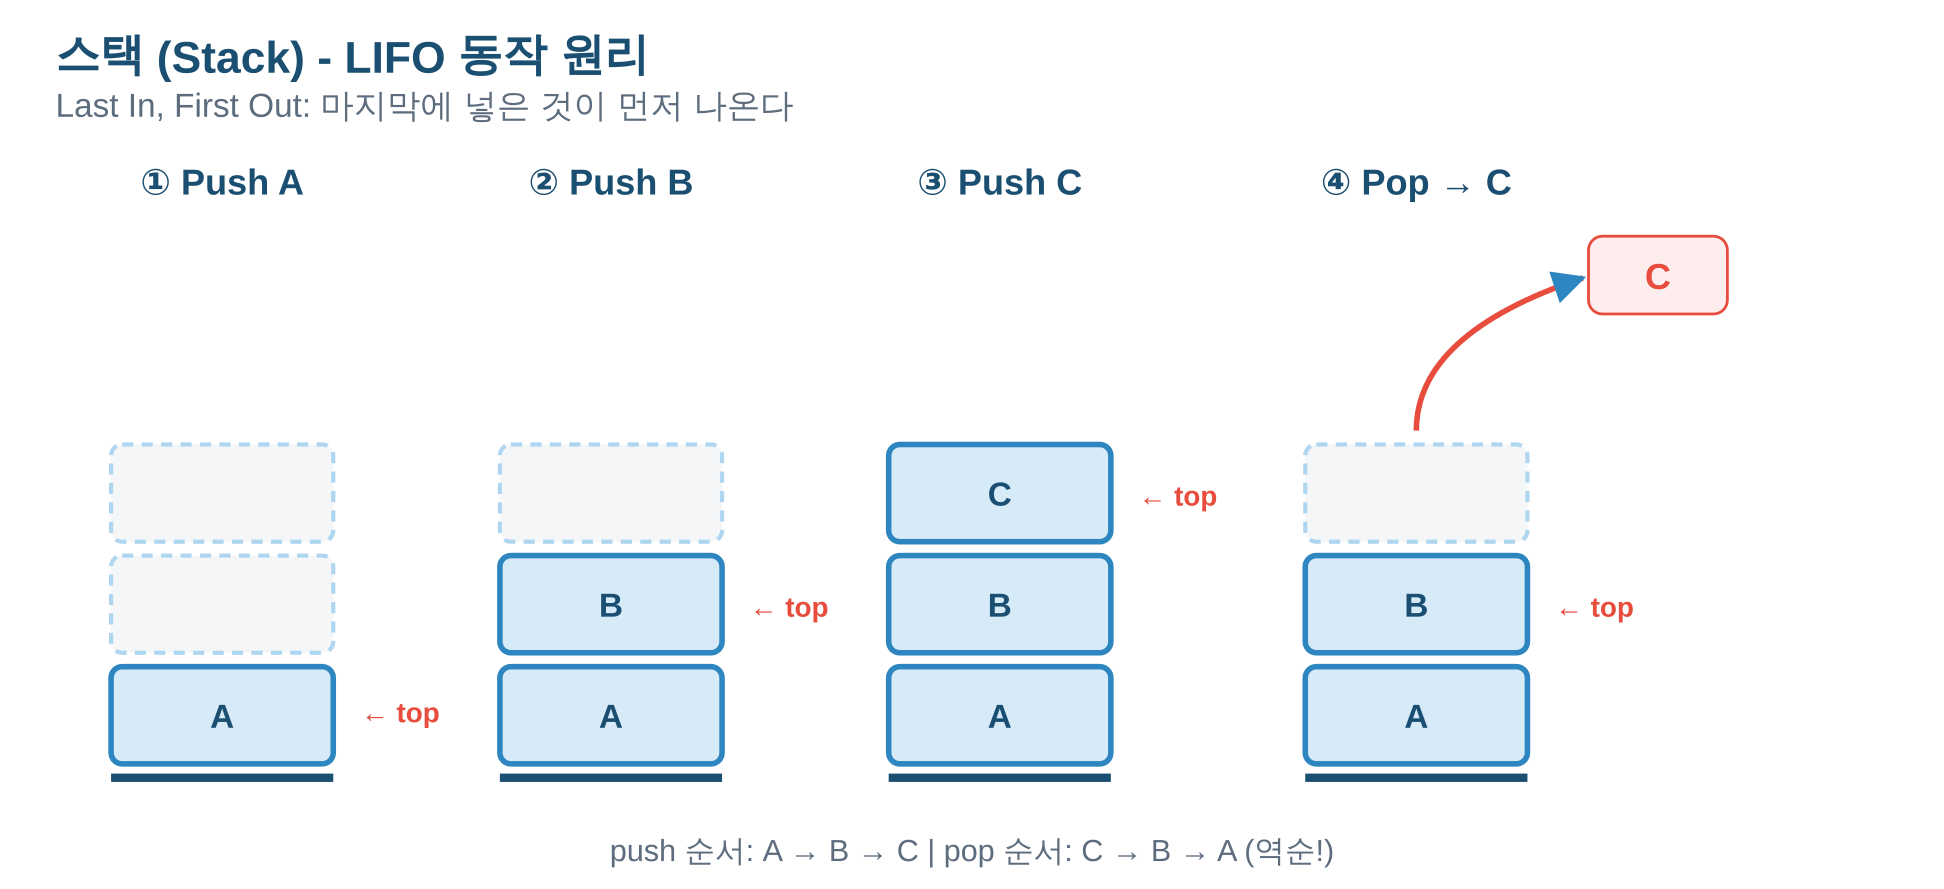 스택 (Stack) - LIFO 동작 원리
Last In, First Out: 마지막에 넣은 것이 먼저 나온다
① Push A
② Push B
③ Push C
④ Pop → C
C
C
← top
B
← top
B
B
← top
A
← top
A
A
A
push 순서: A → B → C | pop 순서: C → B → A (역순!)